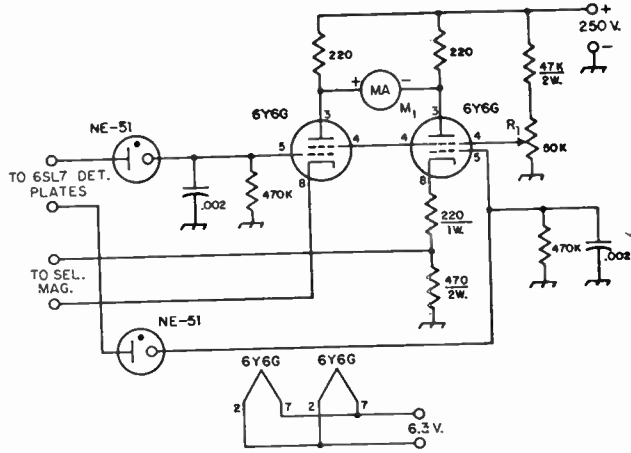 +
250 V.
-
220
220
47K
2W.
+
MA
-
M1
6Y6G
6Y6G
R1
60K
3
3
NE-51
5
4
4
4
5
8
8
TO 6SL7 DET.
PLATES
.002
470K
220
1W.
470K
.002
TO SEL.
MAG.
470
2W.
NE-51
6Y6G
6Y6G
2
7
2
7
6.3 V.